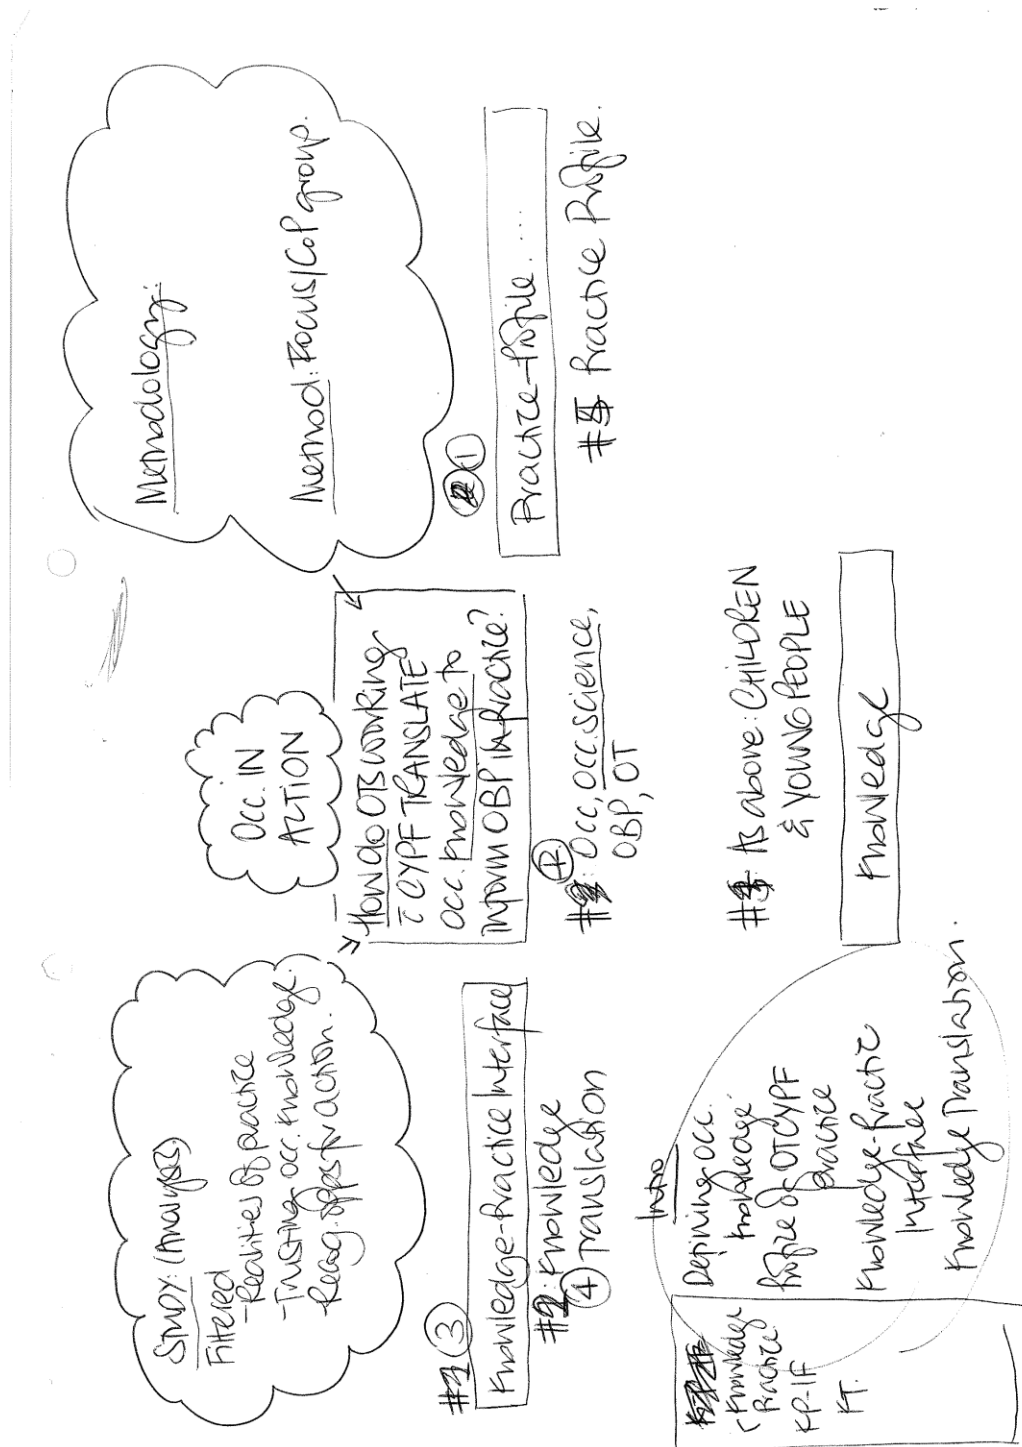 STUDY: (Analyses)
Filtered
- Realities of practice
- Trusting occ. knowledge.
- Recog. opps for action.
OCC. IN
ACTION
Methodology:
Method: Focus/CoP group.
How do OTs working
c̄ CYPF TRANSLATE
occ. knowledge to
inform OBP in practice?
# 3
Knowledge-Practice Interface
#: Knowledge
4 Translation
2
#: Occ, occ. science,
OBP, OT
1
Practice-Profile....
# Practice Profile.
#: As above: CHILDREN
& YOUNG PEOPLE
Knowledge
Intro
Defining occ.
knowledge
Profile of OT CYPF
practice
Knowledge-Practice
Interface
Knowledge Translation.
Knowledge
Practice
KP-IF
KT.